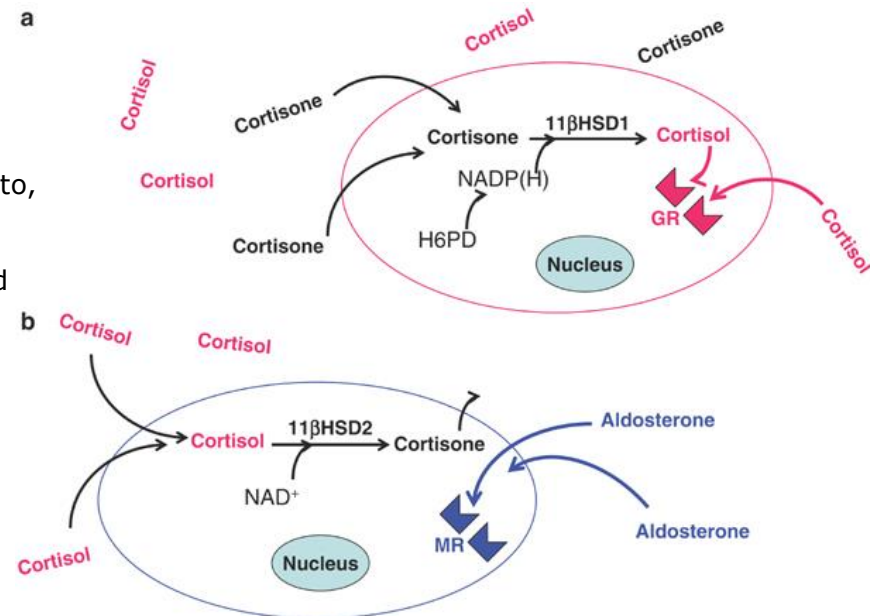 a
Cortisol
Cortisone
Cortisol
Cortisone
Cortisone
11βHSD1
Cortisol
to,
Cortisol
NADP(H)
GR
Cortisol
H6PD
Cortisone
Nucleus
d
b
Cortisol
Cortisol
11βHSD2
Cortisol
Cortisone
Aldosterone
NAD⁺
MR
Aldosterone
Cortisol
Nucleus